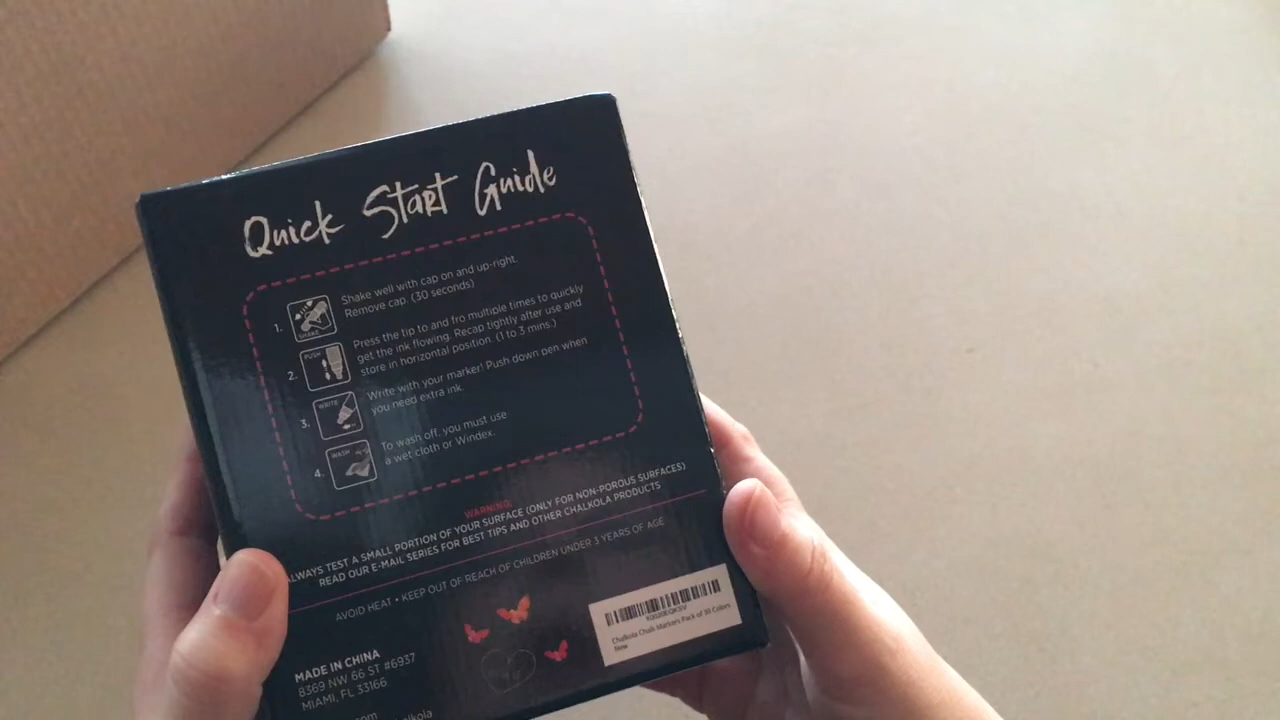 Quick Start Guide
1.
SHAKE
Shake well with cap on and up-right.
Remove cap. (30 seconds)
2.
PUSH
Press the tip to and fro multiple times to quickly
get the ink flowing. Recap tightly after use and
store in horizontal position. (1 to 3 mins.)
3.
WRITE
Write with your marker! Push down pen when
you need extra ink.
4.
WASH
To wash off, you must use
a wet cloth or Windex.
WARNING:
ALWAYS TEST A SMALL PORTION OF YOUR SURFACE (ONLY FOR NON-POROUS SURFACES)
READ OUR E-MAIL SERIES FOR BEST TIPS AND OTHER CHALKOLA PRODUCTS
AVOID HEAT • KEEP OUT OF REACH OF CHILDREN UNDER 3 YEARS OF AGE
Chalkola Chalk Markers Pack of 30 Colors
New
MADE IN CHINA
8369 NW 66 ST #6937
MIAMI, FL 33166